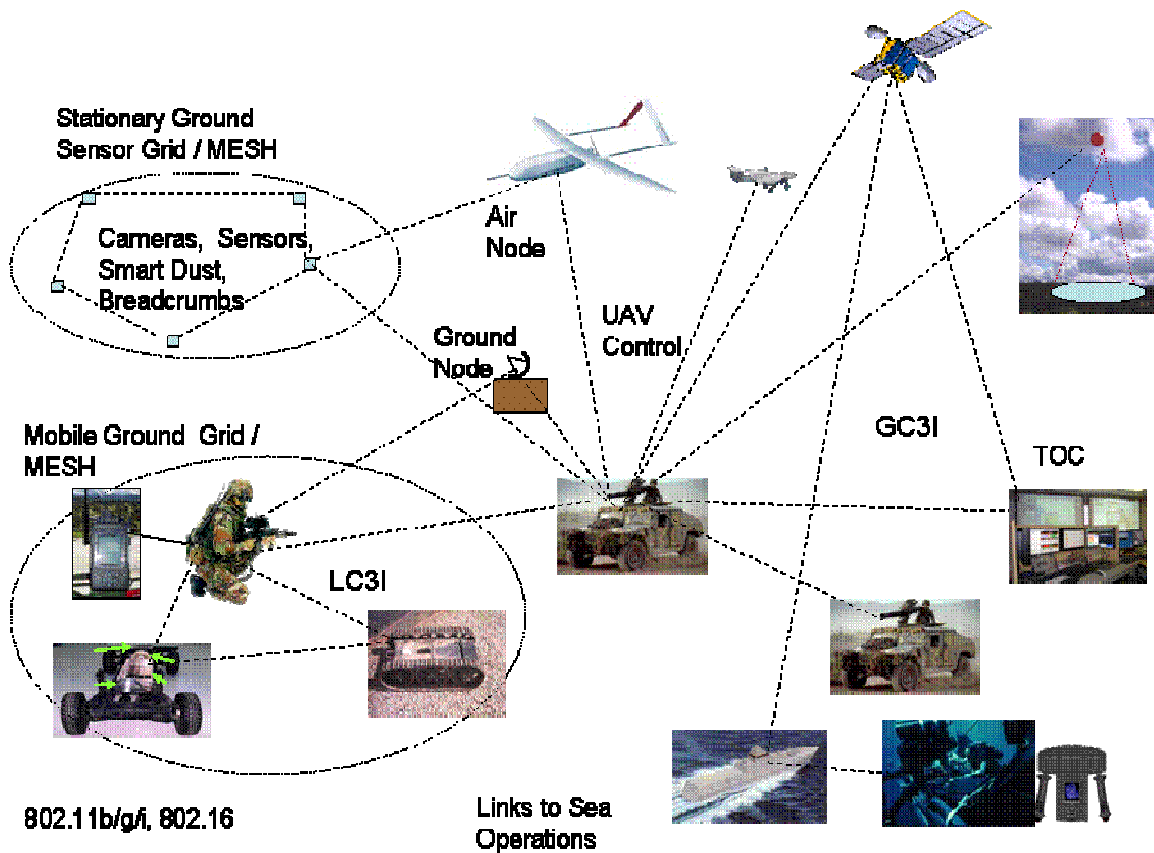 Stationary Ground
Sensor Grid / MESH
Cameras, Sensors,
Smart Dust,
Breadcrumbs
Air
Node
UAV
Control
Ground
Node
GC3I
TOC
Mobile Ground Grid /
MESH
LC3I
802.11b/g/i, 802.16
Links to Sea
Operations